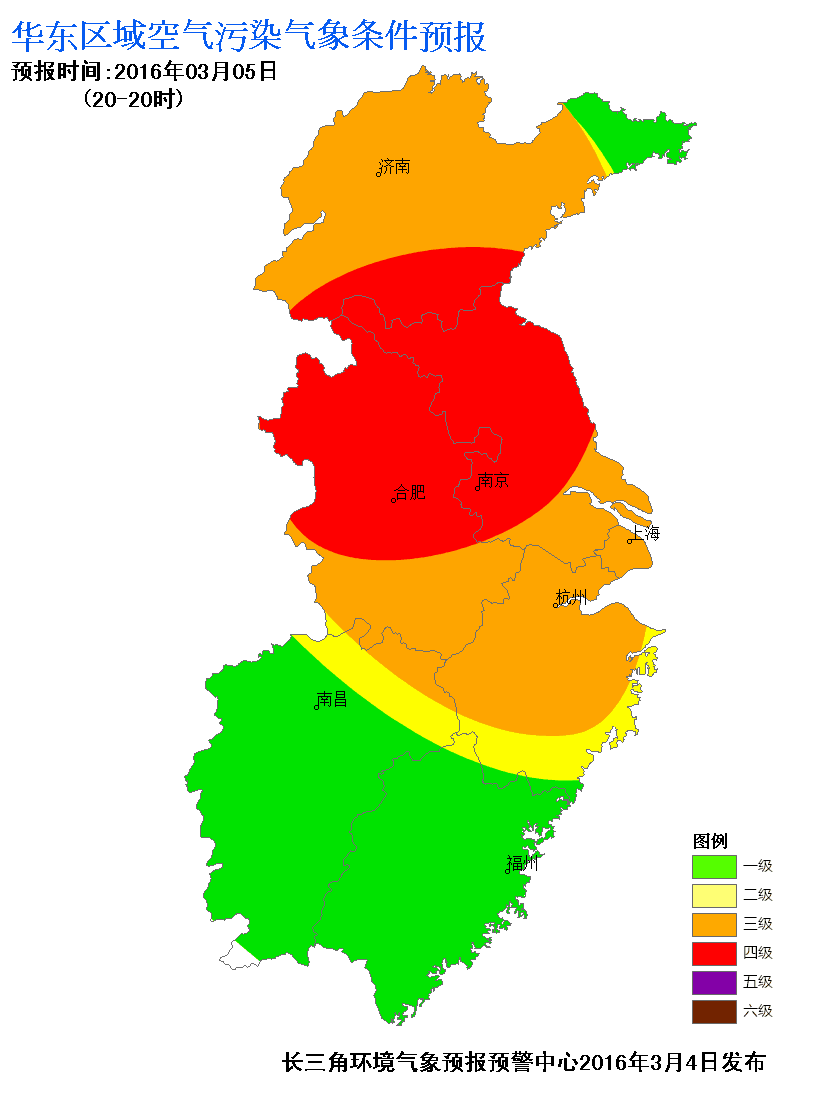 华东区域空气污染气象条件预报
预报时间:2016年03月05日
(20-20时)
济南
南京
合肥
上海
杭州
南昌
福州
图例
一级
二级
三级
四级
五级
六级
长三角环境气象预报预警中心2016年3月4日发布